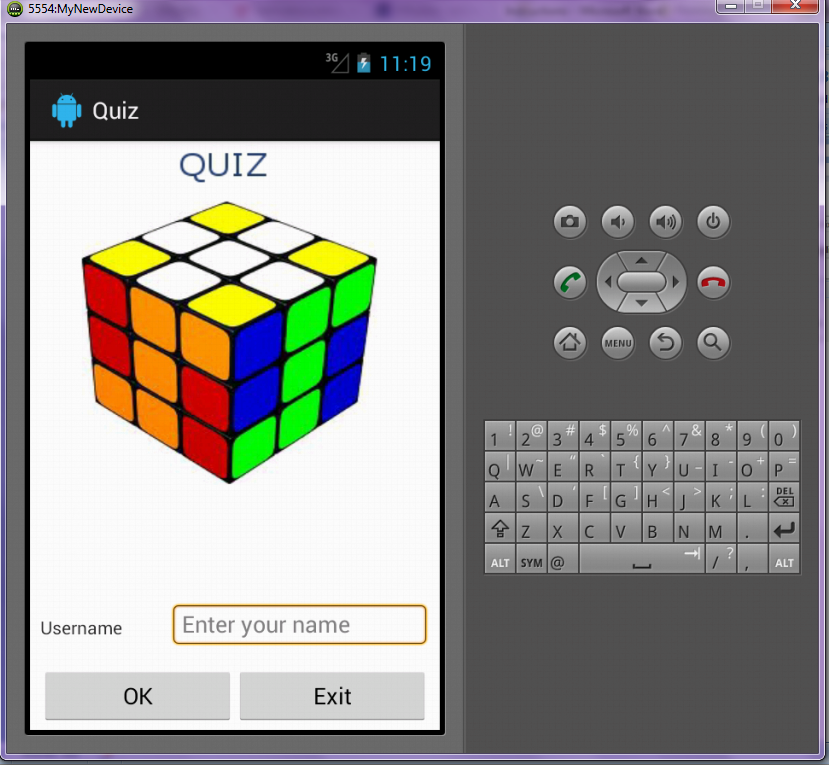 5554:MyNewDevice
3G 11:19
Quiz
QUIZ
Username Enter your name
OK Exit
MENU
1 ! 2 @ 3 # 4 $ 5 % 6 ^ 7 & 8 * 9 ( 0 )
Q | W ~ E " R ` T { Y } U _ I - O + P =
A S \ D ' F [ G ] H < J > K ; L : DEL
Z X C V B N M .
ALT SYM @ / ? , ALT